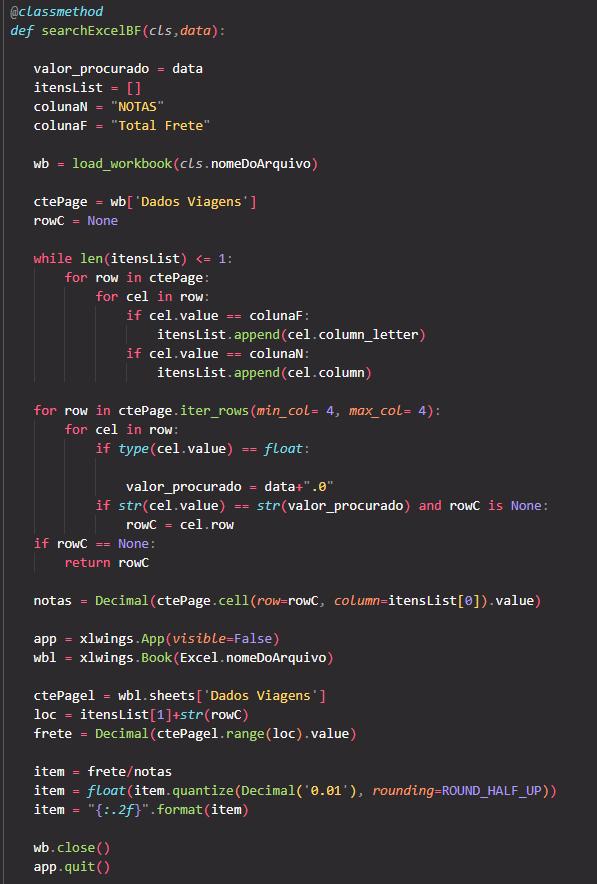 @classmethod
def searchExcelBF(cls,data):
valor_procurado = data
itensList = []
colunaN = "NOTAS"
colunaF = "Total Frete"
wb = load_workbook(cls.nomeDoArquivo)
ctePage = wb['Dados Viagens']
rowC = None
while len(itensList) <= 1:
for row in ctePage:
for cel in row:
if cel.value == colunaF:
itensList.append(cel.column_letter)
if cel.value == colunaN:
itensList.append(cel.column)
for row in ctePage.iter_rows(min_col= 4, max_col= 4):
for cel in row:
if type(cel.value) == float:
valor_procurado = data+".0"
if str(cel.value) == str(valor_procurado) and rowC is None:
rowC = cel.row
if rowC == None:
return rowC
notas = Decimal(ctePage.cell(row=rowC, column=itensList[0]).value)
app = xlwings.App(visible=False)
wbl = xlwings.Book(Excel.nomeDoArquivo)
ctePagel = wbl.sheets['Dados Viagens']
loc = itensList[1]+str(rowC)
frete = Decimal(ctePagel.range(loc).value)
item = frete/notas
item = float(item.quantize(Decimal('0.01'), rounding=ROUND_HALF_UP))
item = "{:.2f}".format(item)
wb.close()
app.quit()